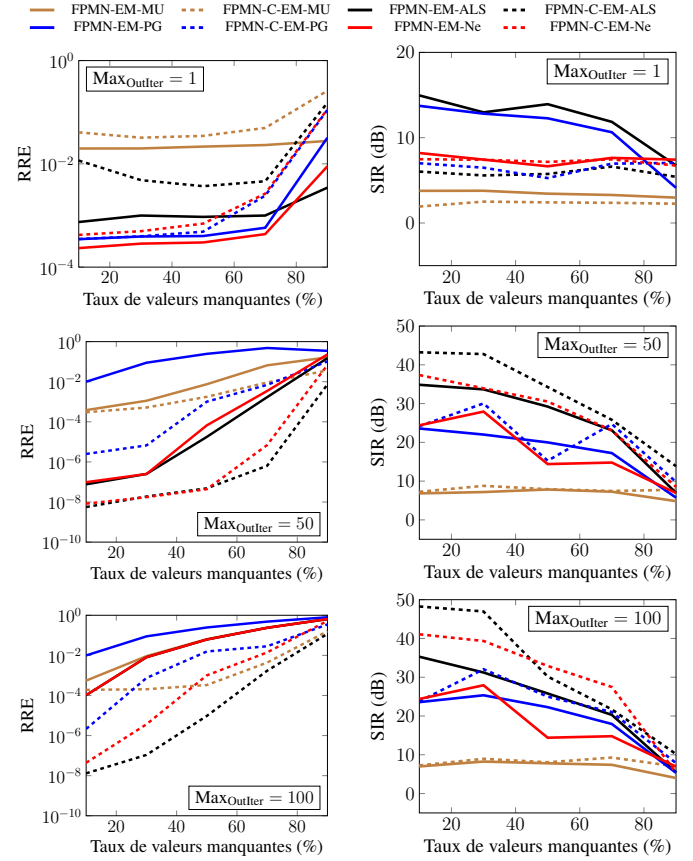 FPMN-EM-MU FPMN-C-EM-MU FPMN-EM-ALS FPMN-C-EM-ALS
FPMN-EM-PG FPMN-C-EM-PG FPMN-EM-Ne FPMN-C-EM-Ne
Max_OutIter = 1
10^0
10^−2
10^−4
RRE
20 40 60 80
Taux de valeurs manquantes (%)
Max_OutIter = 1
20
10
0
SIR (dB)
20 40 60 80
Taux de valeurs manquantes (%)
10^0
10^−2
10^−4
10^−6
10^−8
10^−10
RRE
Max_OutIter = 50
20 40 60 80
Taux de valeurs manquantes (%)
Max_OutIter = 50
50
40
30
20
10
0
SIR (dB)
20 40 60 80
Taux de valeurs manquantes (%)
10^0
10^−2
10^−4
10^−6
10^−8
10^−10
RRE
Max_OutIter = 100
20 40 60 80
Taux de valeurs manquantes (%)
Max_OutIter = 100
50
40
30
20
10
0
SIR (dB)
20 40 60 80
Taux de valeurs manquantes (%)